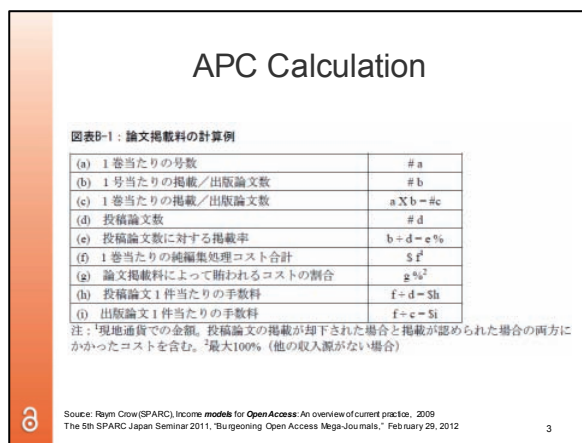 APC Calculation
図表B-1：論文掲載料の計算例
(a) 1巻当たりの号数 # a
(b) 1号当たりの掲載／出版論文数 # b
(c) 1巻当たりの掲載／出版論文数 a X b = #c
(d) 投稿論文数 # d
(e) 投稿論文数に対する掲載率 b ÷ d = e%
(f) 1巻当たりの純編集処理コスト合計 $ f¹
(g) 論文掲載料によって賄われるコストの割合 g %²
(h) 投稿論文1件当たりの手数料 f ÷ d = $h
(i) 出版論文1件当たりの手数料 f ÷ c = $i
注：¹現地通貨での金額。投稿論文の掲載が却下された場合と掲載が認められた場合の両方に
かかったコストを含む。²最大100%（他の収入源がない場合）
Source: Raym Crow (SPARC), Income models for Open Access: An overview of current practice, 2009
The 5th SPARC Japan Seminar 2011, "Burgeoning Open Access Mega-Journals," February 29, 2012
3